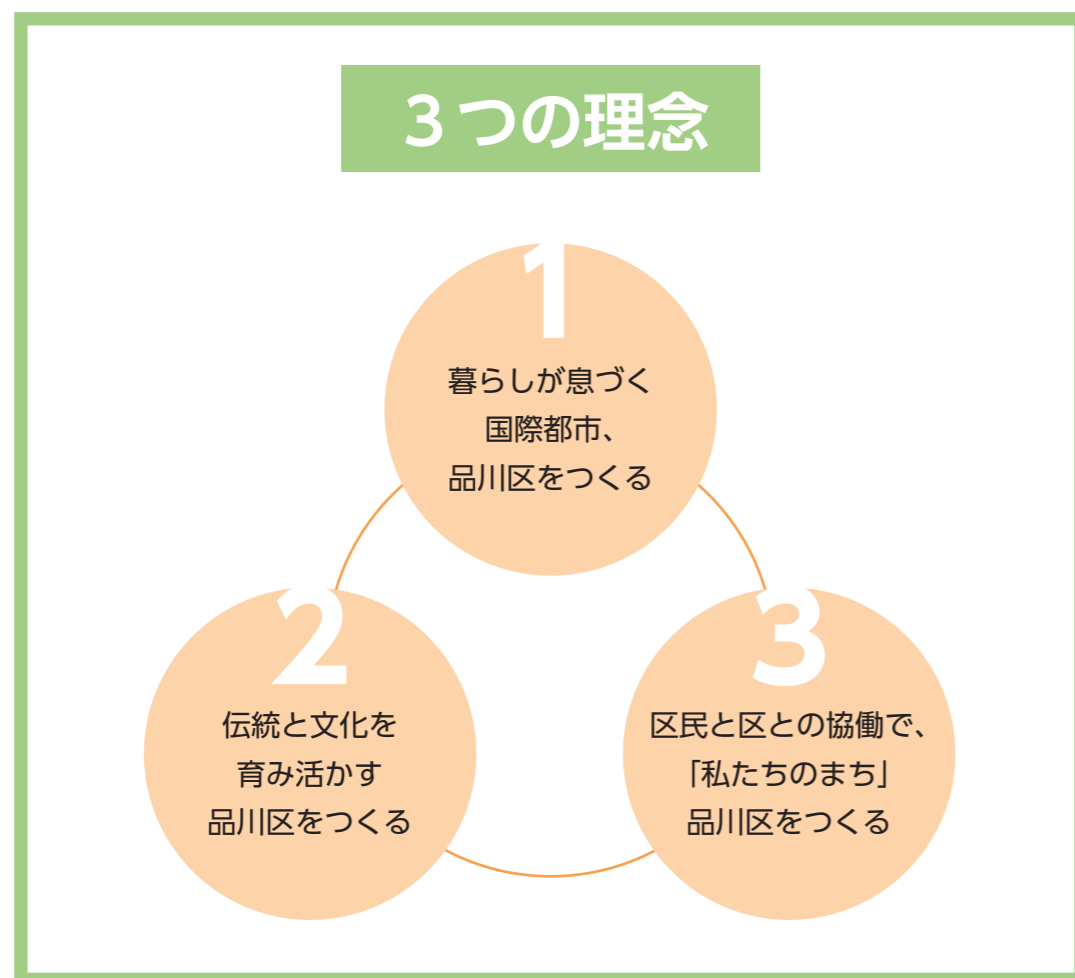 ３つの理念
1
暮らしが息づく
国際都市、
品川区をつくる
2
伝統と文化を
育み活かす
品川区をつくる
3
区民と区との協働で、
「私たちのまち」
品川区をつくる